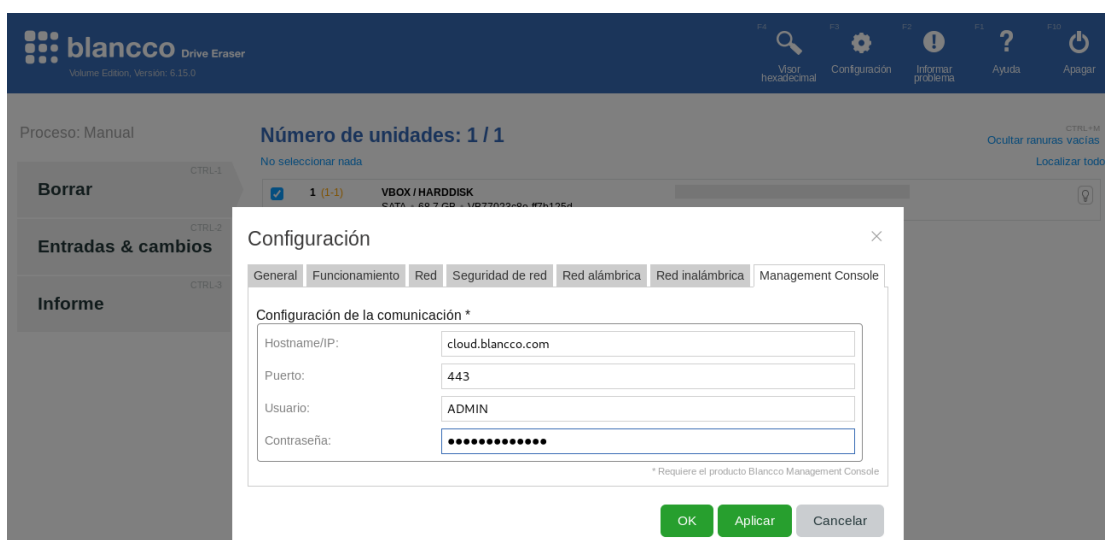 blancco Drive Eraser
Volume Edition, Versión: 6.15.0
F4
Visor
hexadecimal
F3
Configuración
F2
Informar
problema
F1
Ayuda
F10
Apagar
Proceso: Manual
CTRL-1
Borrar
CTRL-2
Entradas & cambios
CTRL-3
Informe
Número de unidades: 1 / 1
CTRL+M
Ocultar ranuras vacías
No seleccionar nada
Localizar todo
1 (1-1)
VBOX / HARDDISK
SATA
68.7 GB
Configuración
General Funcionamiento Red Seguridad de red Red alámbrica Red inalámbrica Management Console
Configuración de la comunicación *
Hostname/IP: cloud.blancco.com
Puerto: 443
Usuario: ADMIN
Contraseña: •••••••••••••
* Requiere el producto Blancco Management Console
OK Aplicar Cancelar